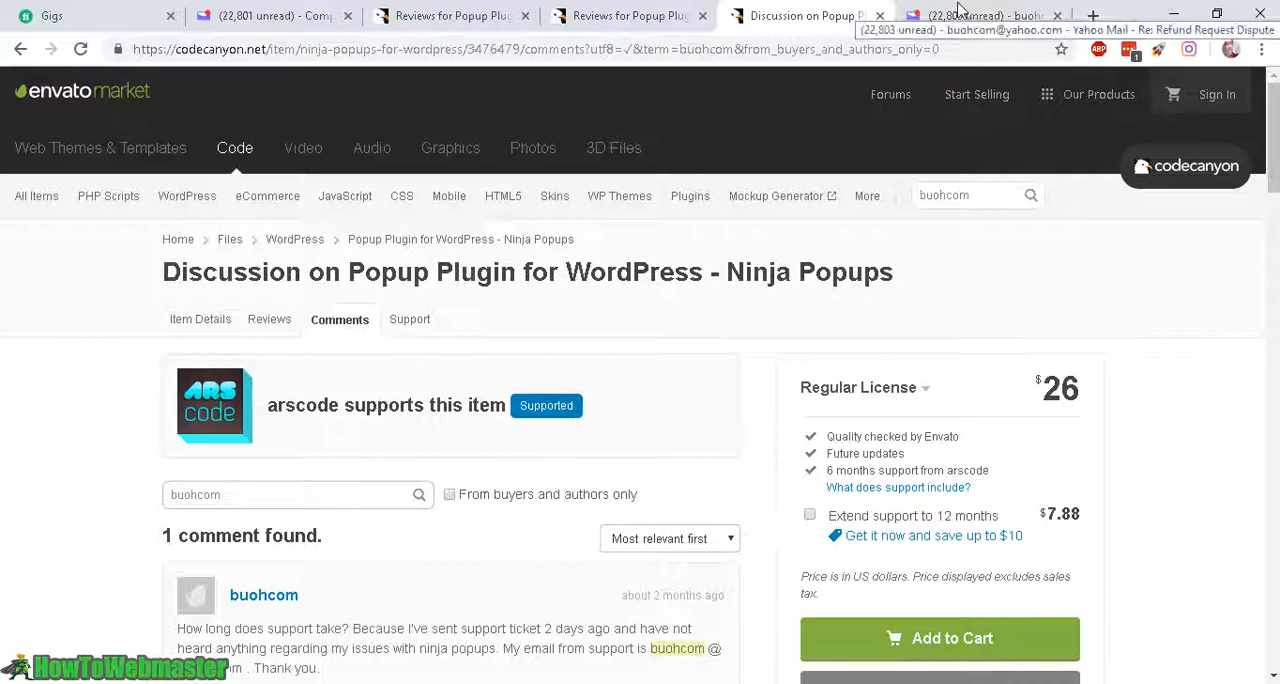 Gigs
(22,801 unread) - Comp
Reviews for Popup Plug
Reviews for Popup Plug
Discussion on Popup P
(22,803 unread) - buoh
(22,803 unread) - buohcom@yahoo.com - Yahoo Mail - Re: Refund Request Dispute
https://codecanyon.net/item/ninja-popups-for-wordpress/3476479/comments?utf8=✓&term=buohcom&from_buyers_and_authors_only=0
ABP
1
envatomarket
Forums
Start Selling
Our Products
Sign In
Web Themes & Templates
Code
Video
Audio
Graphics
Photos
3D Files
codecanyon
All Items
PHP Scripts
WordPress
eCommerce
JavaScript
CSS
Mobile
HTML5
Skins
WP Themes
Plugins
Mockup Generator
More
buohcom
Home > Files > WordPress > Popup Plugin for WordPress - Ninja Popups
Discussion on Popup Plugin for WordPress - Ninja Popups
Item Details
Reviews
Comments
Support
ARS
code
arscode supports this item
Supported
Regular License
$26
Quality checked by Envato
Future updates
6 months support from arscode
What does support include?
Extend support to 12 months
$7.88
Get it now and save up to $10
Price is in US dollars. Price displayed excludes sales
tax.
Add to Cart
buohcom
From buyers and authors only
1 comment found.
Most relevant first
buohcom
about 2 months ago
How long does support take? Because I've sent support ticket 2 days ago and have not
heard anything regarding my issues with ninja popups. My email from support is buohcom @
. Thank you.
HowToWebmaster